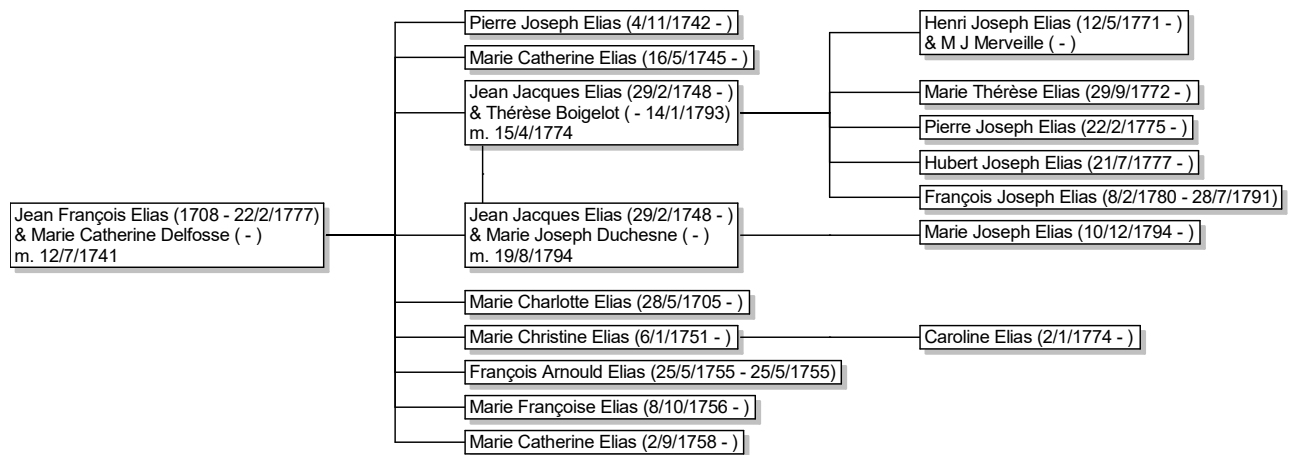 Jean François Elias (1708 - 22/2/1777)
& Marie Catherine Delfosse ( - )
m. 12/7/1741
Pierre Joseph Elias (4/11/1742 - )
Marie Catherine Elias (16/5/1745 - )
Jean Jacques Elias (29/2/1748 - )
& Thérèse Boigelot ( - 14/1/1793)
m. 15/4/1774
Henri Joseph Elias (12/5/1771 - )
& M J Merveille ( - )
Marie Thérèse Elias (29/9/1772 - )
Pierre Joseph Elias (22/2/1775 - )
Hubert Joseph Elias (21/7/1777 - )
François Joseph Elias (8/2/1780 - 28/7/1791)
Jean Jacques Elias (29/2/1748 - )
& Marie Joseph Duchesne ( - )
m. 19/8/1794
Marie Joseph Elias (10/12/1794 - )
Marie Charlotte Elias (28/5/1705 - )
Marie Christine Elias (6/1/1751 - )
Caroline Elias (2/1/1774 - )
François Arnould Elias (25/5/1755 - 25/5/1755)
Marie Françoise Elias (8/10/1756 - )
Marie Catherine Elias (2/9/1758 - )